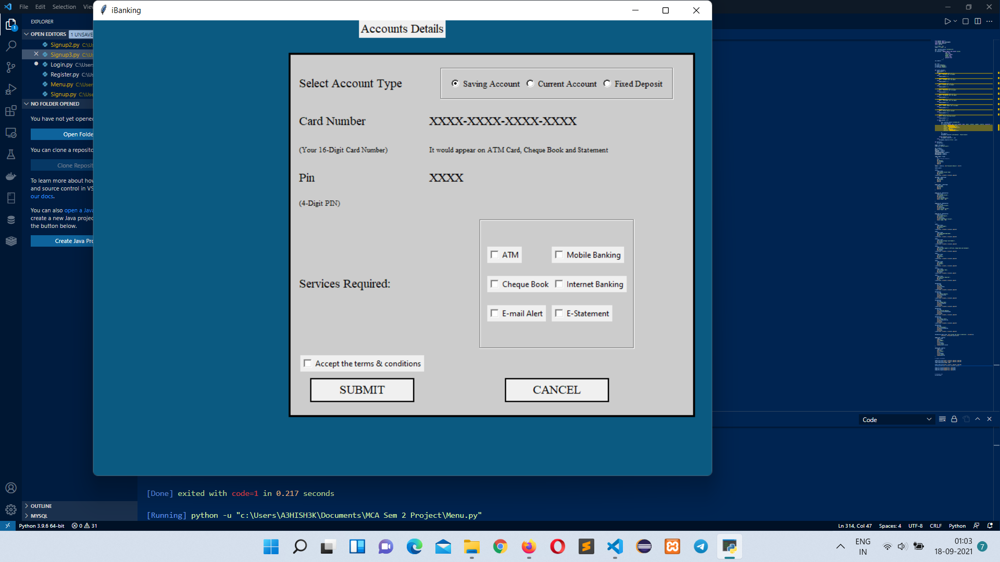 File Edit Selection
iBanking
EXPLORER
OPEN EDITORS 1 UNSAVE
Signup2.py C:\Us
Signup3.py C:\Us
Login.py C:\Users
Register.py C:\Us
Menu.py C:\Use
Signup.py C:\Use
NO FOLDER OPENED
You have not yet opene
Open Folde
You can clone a reposito
Clone Reposit
To learn more about how
and source control in VS
our docs.
You can also open a Java
create a new Java projec
the button below.
Create Java Pro
OUTLINE
MYSQL
Accounts Details
Select Account Type
Saving Account Current Account Fixed Deposit
Card Number XXXX-XXXX-XXXX-XXXX
(Your 16-Digit Card Number) It would appear on ATM Card, Cheque Book and Statement
Pin XXXX
(4-Digit PIN)
Services Required:
ATM Mobile Banking
Cheque Book Internet Banking
E-mail Alert E-Statement
Accept the terms & conditions
SUBMIT CANCEL
Code
[Done] exited with code=1 in 0.217 seconds
[Running] python -u "c:\Users\A3HISH3K\Documents\MCA Sem 2 Project\Menu.py"
Python 3.9.6 64-bit 0 31
Ln 314, Col 47 Spaces: 4 UTF-8 CRLF Python
ENG
IN
01:03
18-09-2021
7